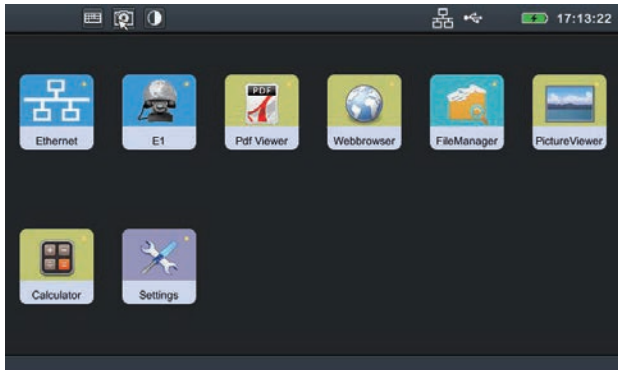 17:13:22
PDF
Ethernet E1 Pdf Viewer Webbrowser FileManager PictureViewer
Calculator Settings